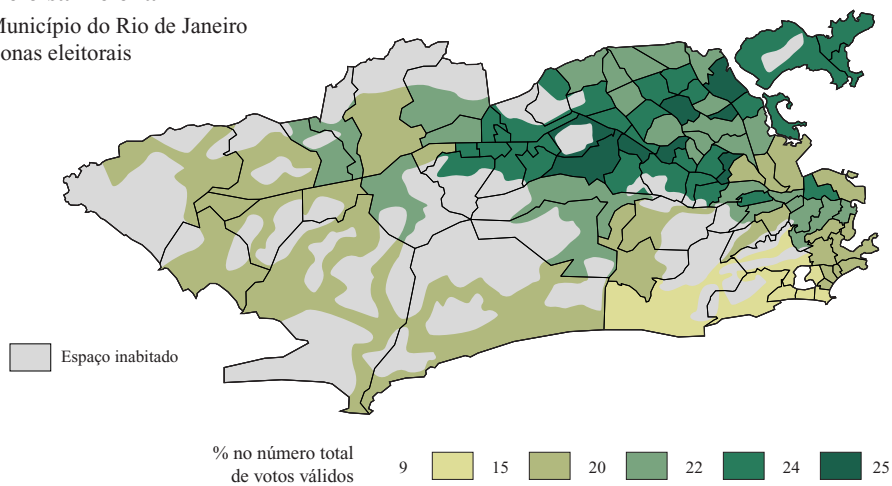 Município do Rio de Janeiro
onas eleitorais
Espaço inabitado
% no número total
de votos válidos
9 15 20 22 24 25